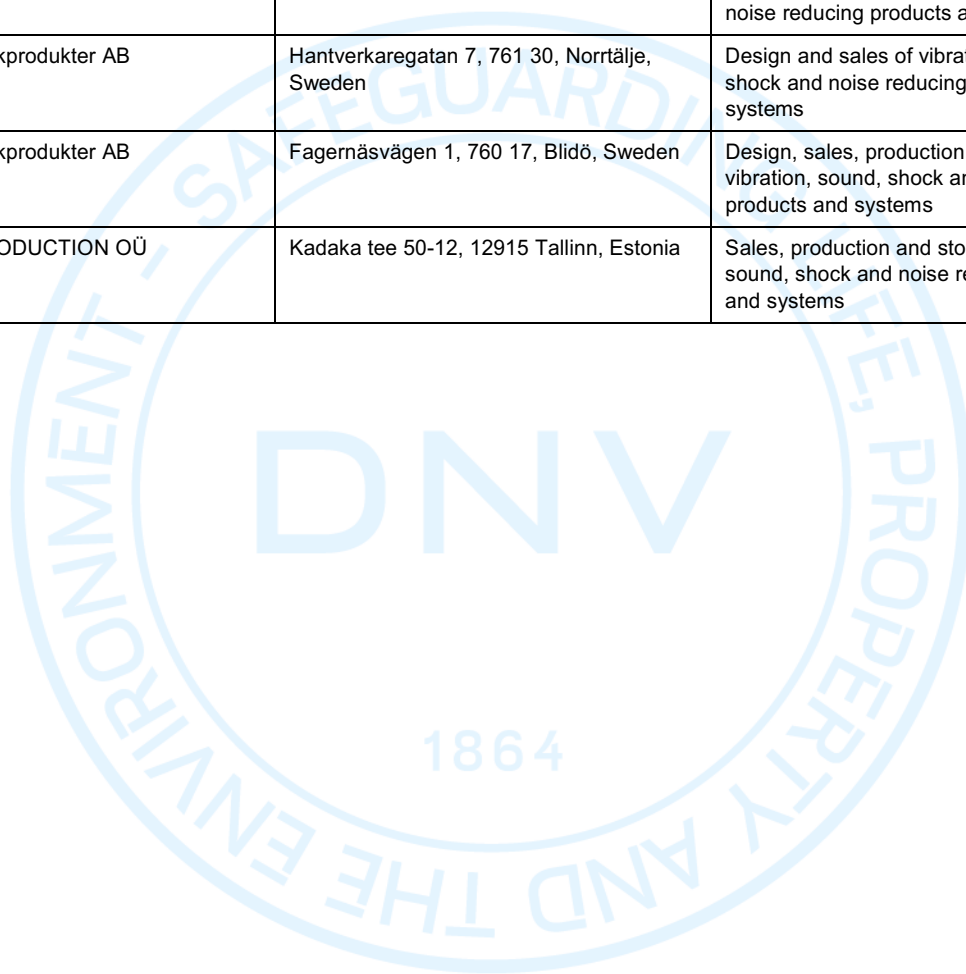 noise reducing products a
kprodukter AB
Hantverkaregatan 7, 761 30, Norrtälje,
Sweden
Design and sales of vibrat
shock and noise reducing
systems
kprodukter AB
Fagernäsvägen 1, 760 17, Blidö, Sweden
Design, sales, production
vibration, sound, shock an
products and systems
ODUCTION OÜ
Kadaka tee 50-12, 12915 Tallinn, Estonia
Sales, production and sto
sound, shock and noise re
and systems
SAFEGUARDING LIFE, PROPERTY AND THE ENVIRONMENT -
DNV
1864